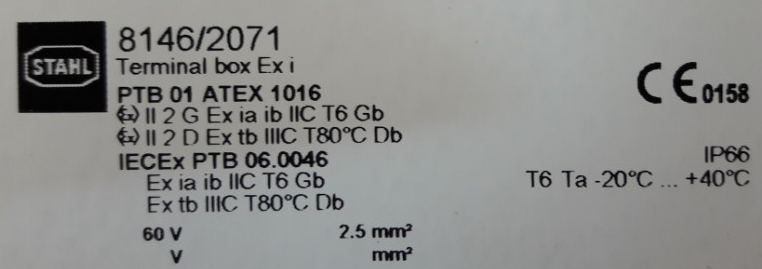 STAHL
8146/2071
Terminal box Ex i
PTB 01 ATEX 1016
Ex II 2 G Ex ia ib IIC T6 Gb
Ex II 2 D Ex tb IIIC T80°C Db
CE 0158
IECEx PTB 06.0046
IP66
Ex ia ib IIC T6 Gb
T6 Ta -20°C ... +40°C
Ex tb IIIC T80°C Db
60 V 2.5 mm²
V mm²